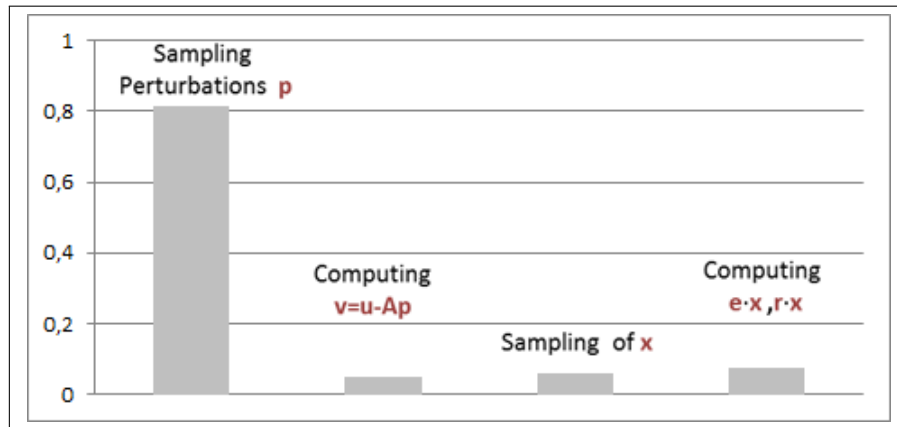 1
0,8
0,6
0,4
0,2
0
Sampling
Perturbations p
Computing
v=u-Ap
Sampling of x
Computing
e·x ,r·x